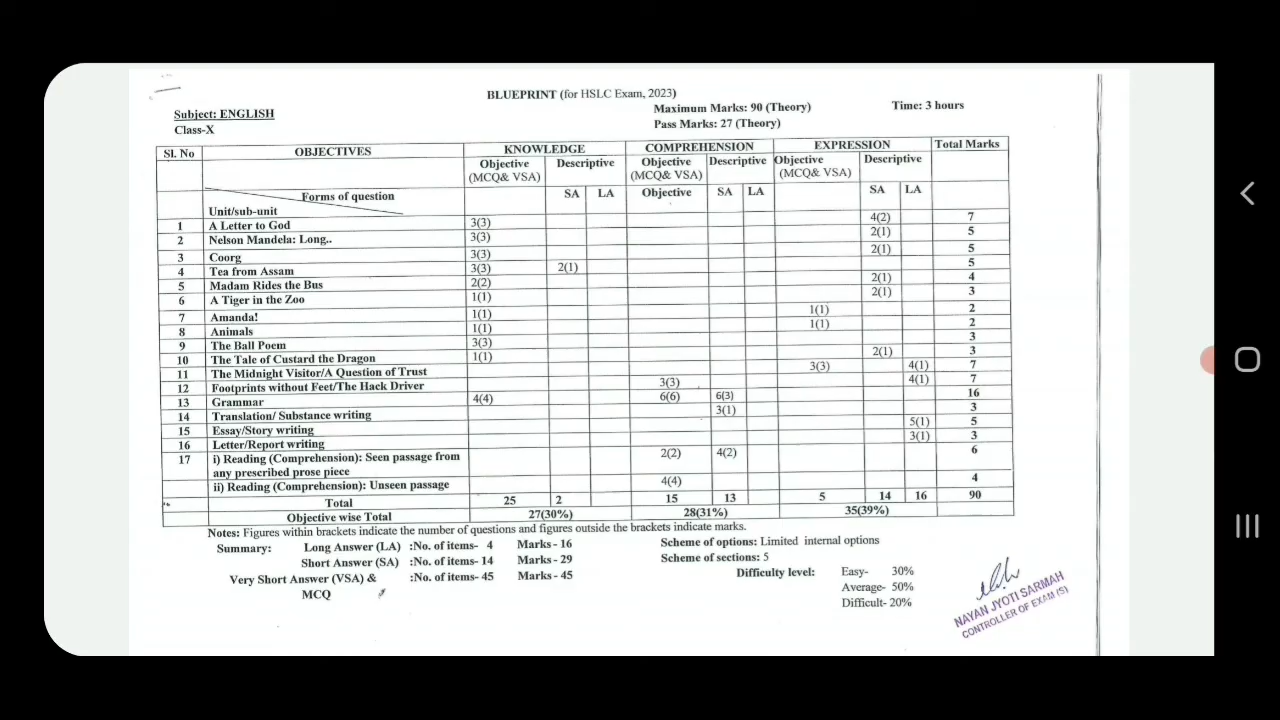 BLUEPRINT (for HSLC Exam, 2023)
Subject: ENGLISH Maximum Marks: 90 (Theory) Time: 3 hours
Class-X Pass Marks: 27 (Theory)
Sl. No OBJECTIVES KNOWLEDGE COMPREHENSION EXPRESSION Total Marks
Objective Descriptive Objective Descriptive Objective Descriptive
(MCQ& VSA) (MCQ& VSA) (MCQ& VSA)
Forms of question SA LA Objective SA LA SA LA
Unit/sub-unit
1 A Letter to God 3(3) 4(2) 7
2 Nelson Mandela: Long.. 3(3) 2(1) 5
3 Coorg 3(3) 2(1) 5
4 Tea from Assam 3(3) 2(1) 5
5 Madam Rides the Bus 2(2) 2(1) 4
6 A Tiger in the Zoo 1(1) 2(1) 3
7 Amanda! 1(1) 1(1) 2
8 Animals 1(1) 1(1) 2
9 The Ball Poem 3(3) 3
10 The Tale of Custard the Dragon 1(1) 2(1) 3
11 The Midnight Visitor/A Question of Trust 3(3) 4(1) 7
12 Footprints without Feet/The Hack Driver 3(3) 4(1) 7
13 Grammar 4(4) 6(6) 6(3) 16
14 Translation/ Substance writing 3(1) 3
15 Essay/Story writing 5(1) 5
16 Letter/Report writing 3(1) 3
17 i) Reading (Comprehension): Seen passage from 2(2) 4(2) 6
any prescribed prose piece
ii) Reading (Comprehension): Unseen passage 4(4) 4
Total 25 2 15 13 5 14 16 90
Objective wise Total 27(30%) 28(31%) 35(39%)
Notes: Figures within brackets indicate the number of questions and figures outside the brackets indicate marks.
Summary: Long Answer (LA) :No. of items- 4 Marks - 16 Scheme of options: Limited internal options
Short Answer (SA) :No. of items- 14 Marks - 29 Scheme of sections: 5
Very Short Answer (VSA) & :No. of items- 45 Marks - 45 Difficulty level: Easy- 30%
MCQ Average- 50%
Difficult- 20%
NAYAN JYOTI SARMAH
CONTROLLER OF EXAM (S)